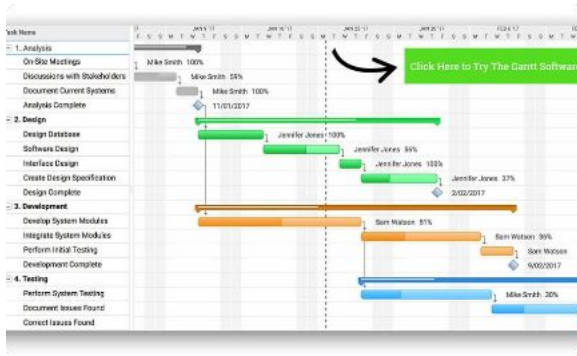 Task Name
JAN 9 '17
1. Analysis
On-Site Meetings
Mike Smith 100%
Discussions with Stakeholders
Mike Smith 59%
Document Current Systems
Mike Smith 100%
Analysis Complete
11/01/2017
2. Design
Design Database
Jennifer Jones 100%
Software Design
Jennifer Jones
Interface Design
Jennifer Jones 100%
Create Design Specification
Jennifer Jones 37%
Design Complete
2/02/2017
3. Development
Develop System Modules
Sam Watson 51%
Integrate System Modules
Sam Watson 36%
Perform Initial Testing
Sam Watson
Development Complete
9/02/2017
4. Testing
Perform System Testing
Mike Smith 30%
Document Issues Found
Correct Issues Found
Click Here to Try The Gantt Software